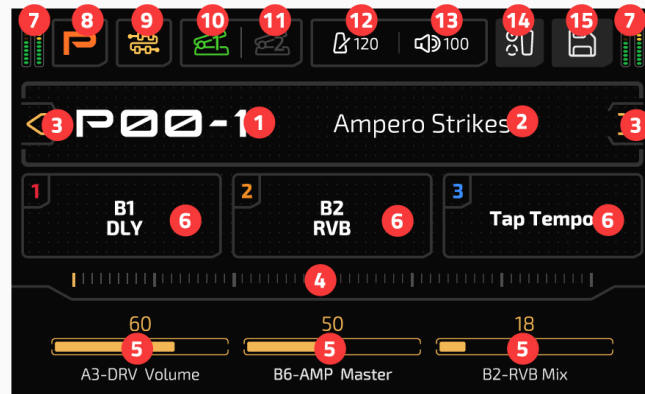 7 8 9 10 11 12 13 14 15 7
P 1 2 120 100
3 P00-1 1 Ampero Strikes 2 3
1 2 3
B1 B2
DLY 6 RVB 6 Tap Tempo 6
4
60 50 18
5 5 5
A3-DRV Volume B6-AMP Master B2-RVB Mix